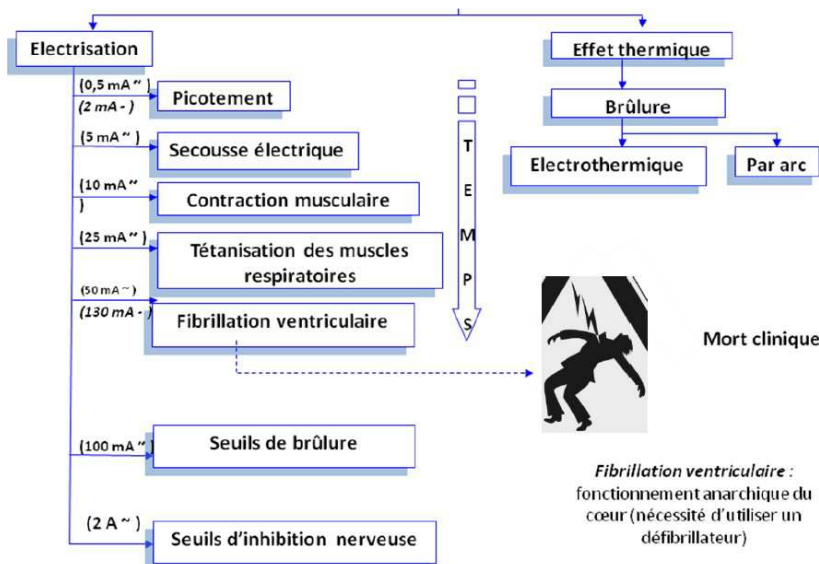 Electrisation
(0,5 mA ~)
(2 mA - )
Picotement
(5 mA ~ )
Secousse électrique
(10 mA ~
)
Contraction musculaire
(25 mA ~ )
Tétanisation des muscles
respiratoires
(50 mA ~ )
(130 mA - )
Fibrillation ventriculaire
(100 mA ~ )
Seuils de brûlure
(2 A ~ )
Seuils d'inhibition nerveuse
T
E
M
P
S
Effet thermique
Brûlure
Electrothermique
Par arc
Mort clinique
Fibrillation ventriculaire :
fonctionnement anarchique du
cœur (nécessité d'utiliser un
défibrillateur)